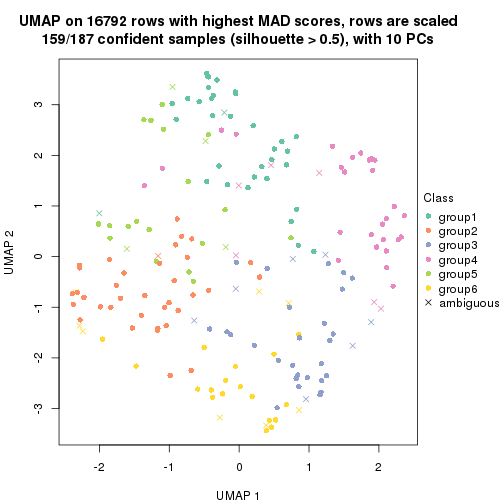 UMAP on 16792 rows with highest MAD scores, rows are scaled
159/187 confident samples (silhouette > 0.5), with 10 PCs
3
2
1
0
-1
-2
-3
UMAP 2
-2
-1
0
1
2
UMAP 1
Class
group1
group2
group3
group4
group5
group6
ambiguous